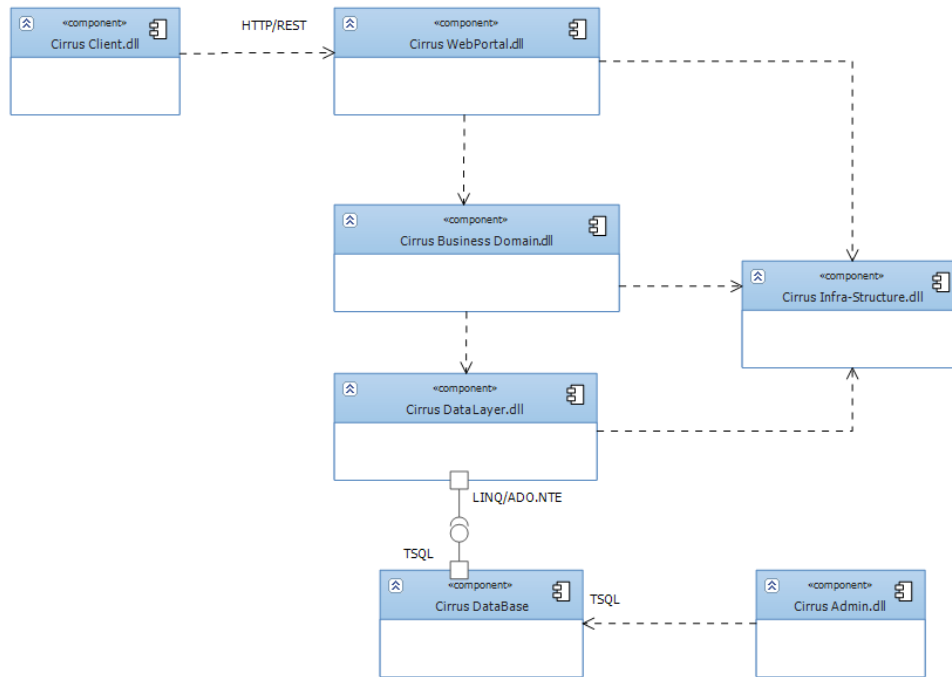 «component»
Cirrus Client.dll
HTTP/REST
«component»
Cirrus WebPortal.dll
«component»
Cirrus Business Domain.dll
«component»
Cirrus Infra-Structure.dll
«component»
Cirrus DataLayer.dll
LINQ/ADO.NTE
TSQL
«component»
Cirrus DataBase
TSQL
«component»
Cirrus Admin.dll